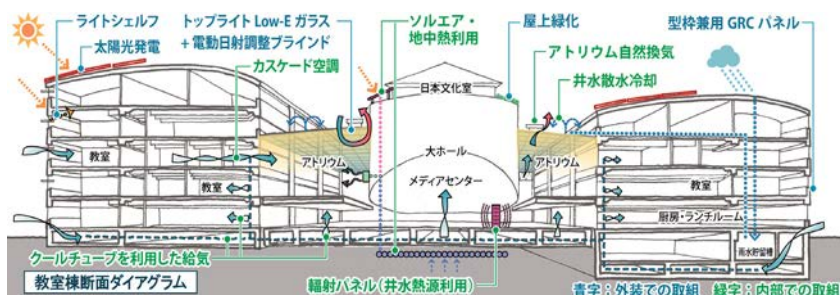 ライトシェルフ
太陽光発電
トップライト Low-E ガラス
＋電動日射調整ブラインド
カスケード空調
ソルエア・
地中熱利用
屋上緑化
アトリウム自然換気
井水散水冷却
型枠兼用 GRC パネル
日本文化室
教室
教室
アトリウム
大ホール
メディアセンター
アトリウム
教室
厨房・ランチルーム
雨水貯留槽
クールチューブを利用した給気
教室棟断面ダイアグラム
輻射パネル（井水熱源利用）
青字；外装での取組　緑字；内部での取組